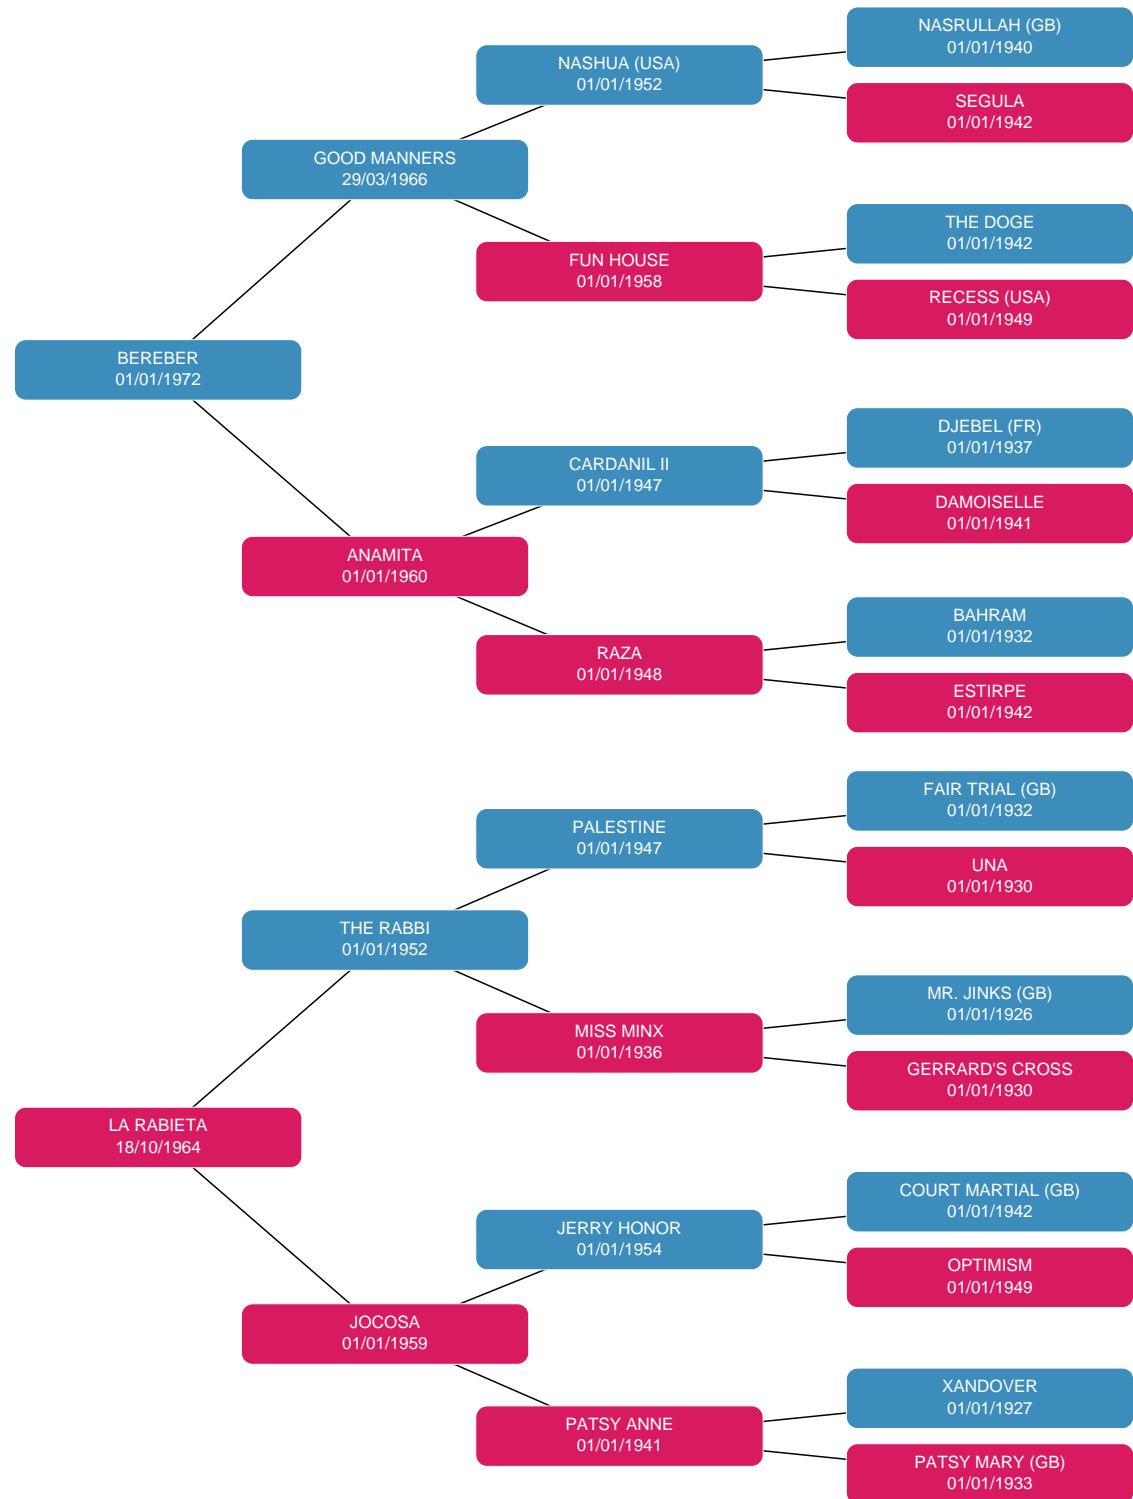 NASRULLAH (GB)
01/01/1940
NASHUA (USA)
01/01/1952
SEGULA
01/01/1942
GOOD MANNERS
29/03/1966
THE DOGE
01/01/1942
FUN HOUSE
01/01/1958
RECESS (USA)
01/01/1949
BEREBER
01/01/1972
DJEBEL (FR)
01/01/1937
CARDANIL II
01/01/1947
DAMOISELLE
01/01/1941
ANAMITA
01/01/1960
BAHRAM
01/01/1932
RAZA
01/01/1948
ESTIRPE
01/01/1942
FAIR TRIAL (GB)
01/01/1932
PALESTINE
01/01/1947
UNA
01/01/1930
THE RABBI
01/01/1952
MR. JINKS (GB)
01/01/1926
MISS MINX
01/01/1936
GERRARD'S CROSS
01/01/1930
LA RABIETA
18/10/1964
COURT MARTIAL (GB)
01/01/1942
JERRY HONOR
01/01/1954
OPTIMISM
01/01/1949
JOCOSA
01/01/1959
XANDOVER
01/01/1927
PATSY ANNE
01/01/1941
PATSY MARY (GB)
01/01/1933